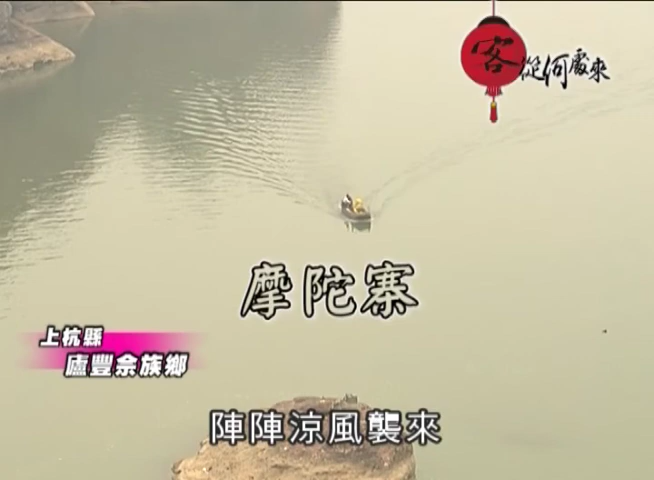 客從何處來
摩陀寨
上杭縣
廬豐佘族鄉
陣陣涼風襲來